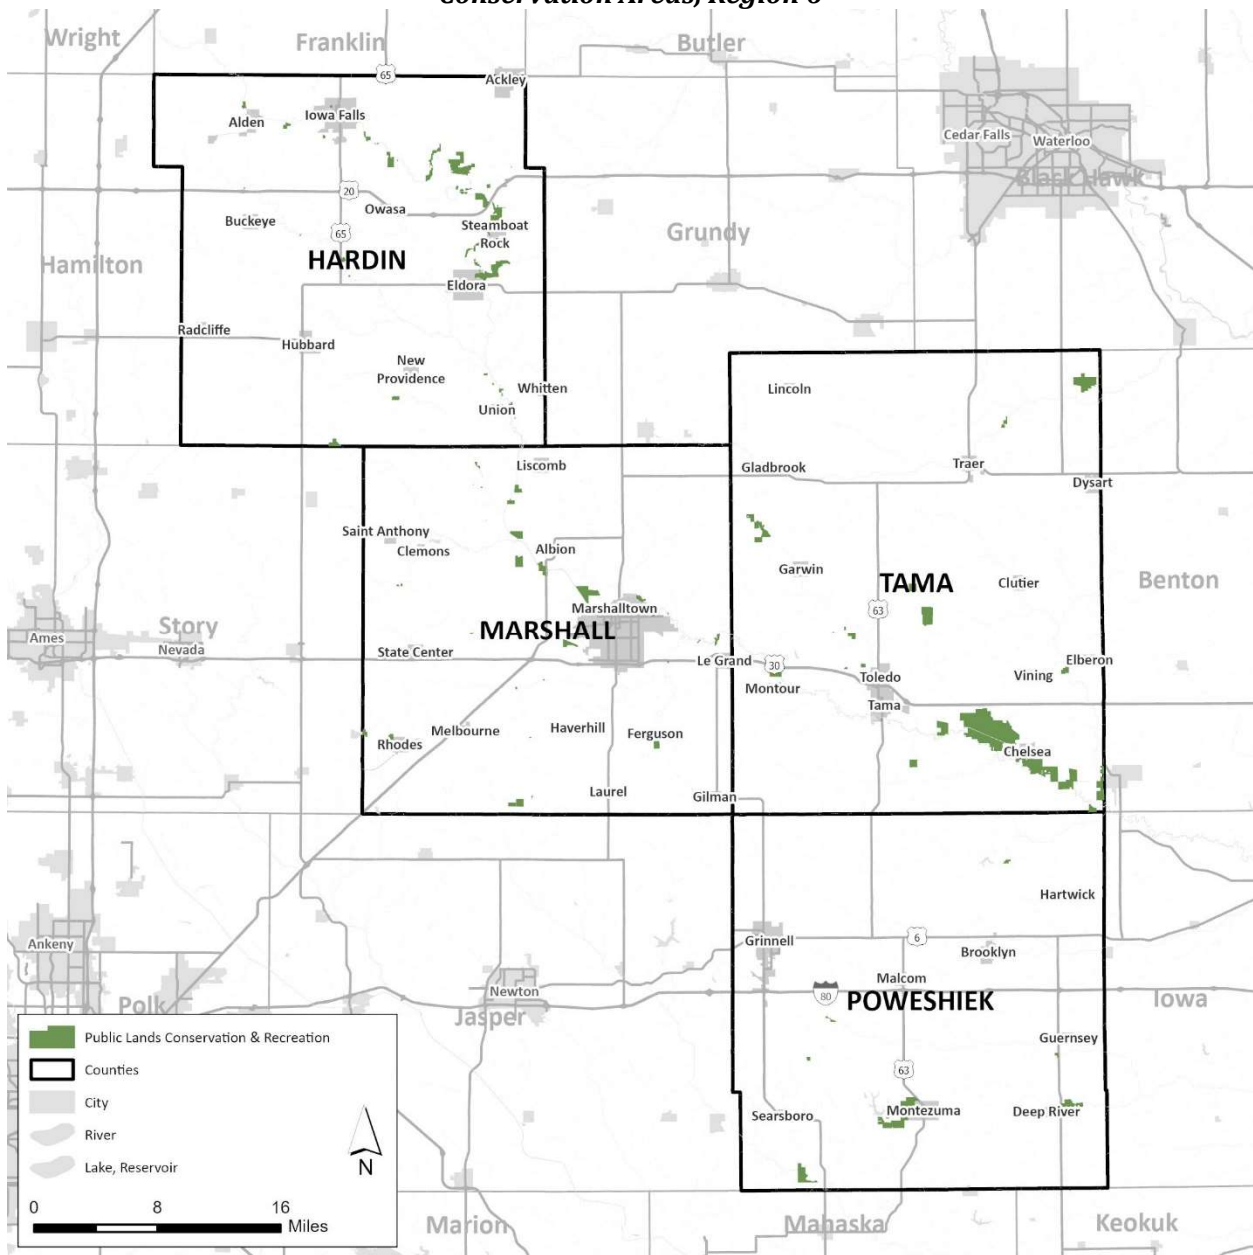 Conservation Areas, Region 6
Wright
Franklin
Butler
65
Ackley
Alden
Iowa Falls
Cedar Falls
Waterloo
Black Hawk
20
Owasa
Buckeye
65
Steamboat
Rock
Grundy
HARDIN
Hamilton
Eldora
Radcliffe
Hubbard
New
Providence
Whitten
Union
Lincoln
Liscomb
Gladbrook
Traer
Dysart
Saint Anthony
Clemons
Albion
Garwin
TAMA
Clutier
Benton
Marshalltown
63
MARSHALL
Story
Ames
Nevada
State Center
Le Grand
30
Elberon
Montour
Toledo
Vining
Tama
Melbourne
Haverhill
Ferguson
Rhodes
Chelsea
Laurel
Gilman
Hartwick
Ankeny
Grinnell
6
Brooklyn
Malcom
Newton
80
POWESHIEK
Iowa
Polk
Jasper
Guernsey
63
Searsboro
Montezuma
Deep River
Public Lands Conservation & Recreation
Counties
City
River
Lake, Reservoir
N
0 8 16
Miles
Marion
Mahaska
Keokuk